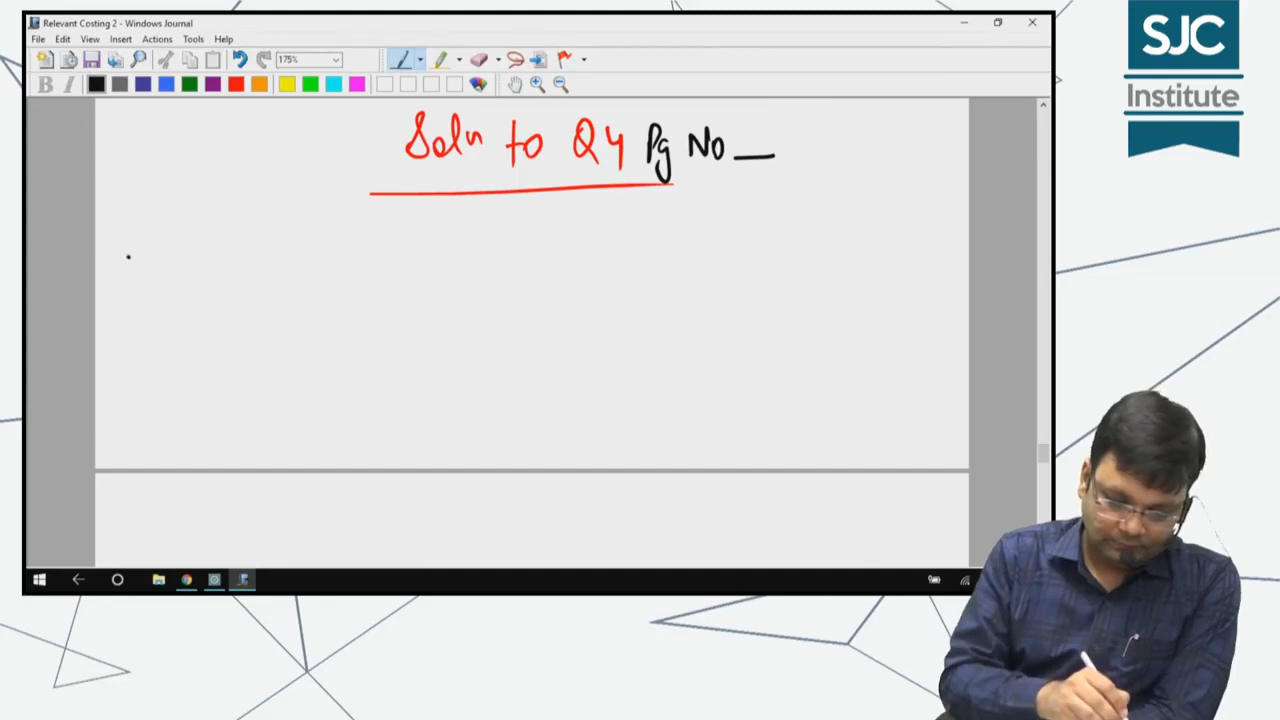 Relevant Costing 2 - Windows Journal
File Edit View Insert Actions Tools Help
175%
B I
Soln to Q4 Pg No __
SJC
Institute